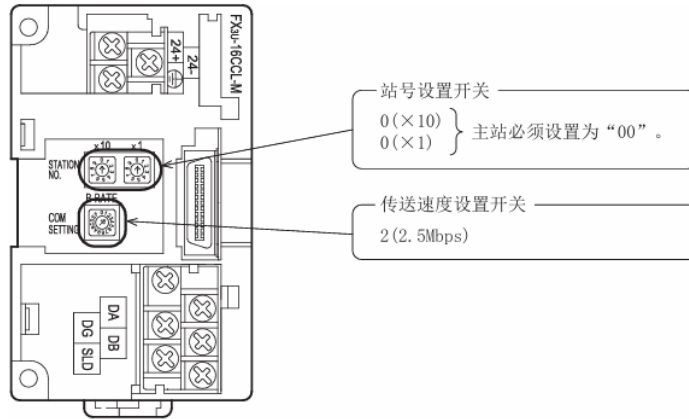 FX3U-16CCL-M
24+
24-
站号设置开关
0(×10)
0(×1)
主站必须设置为“00”。
×10 ×1
STATION
NO.
B RATE
COM
SETTING
传送速度设置开关
2(2.5Mbps)
DA
DG
DB
SLD